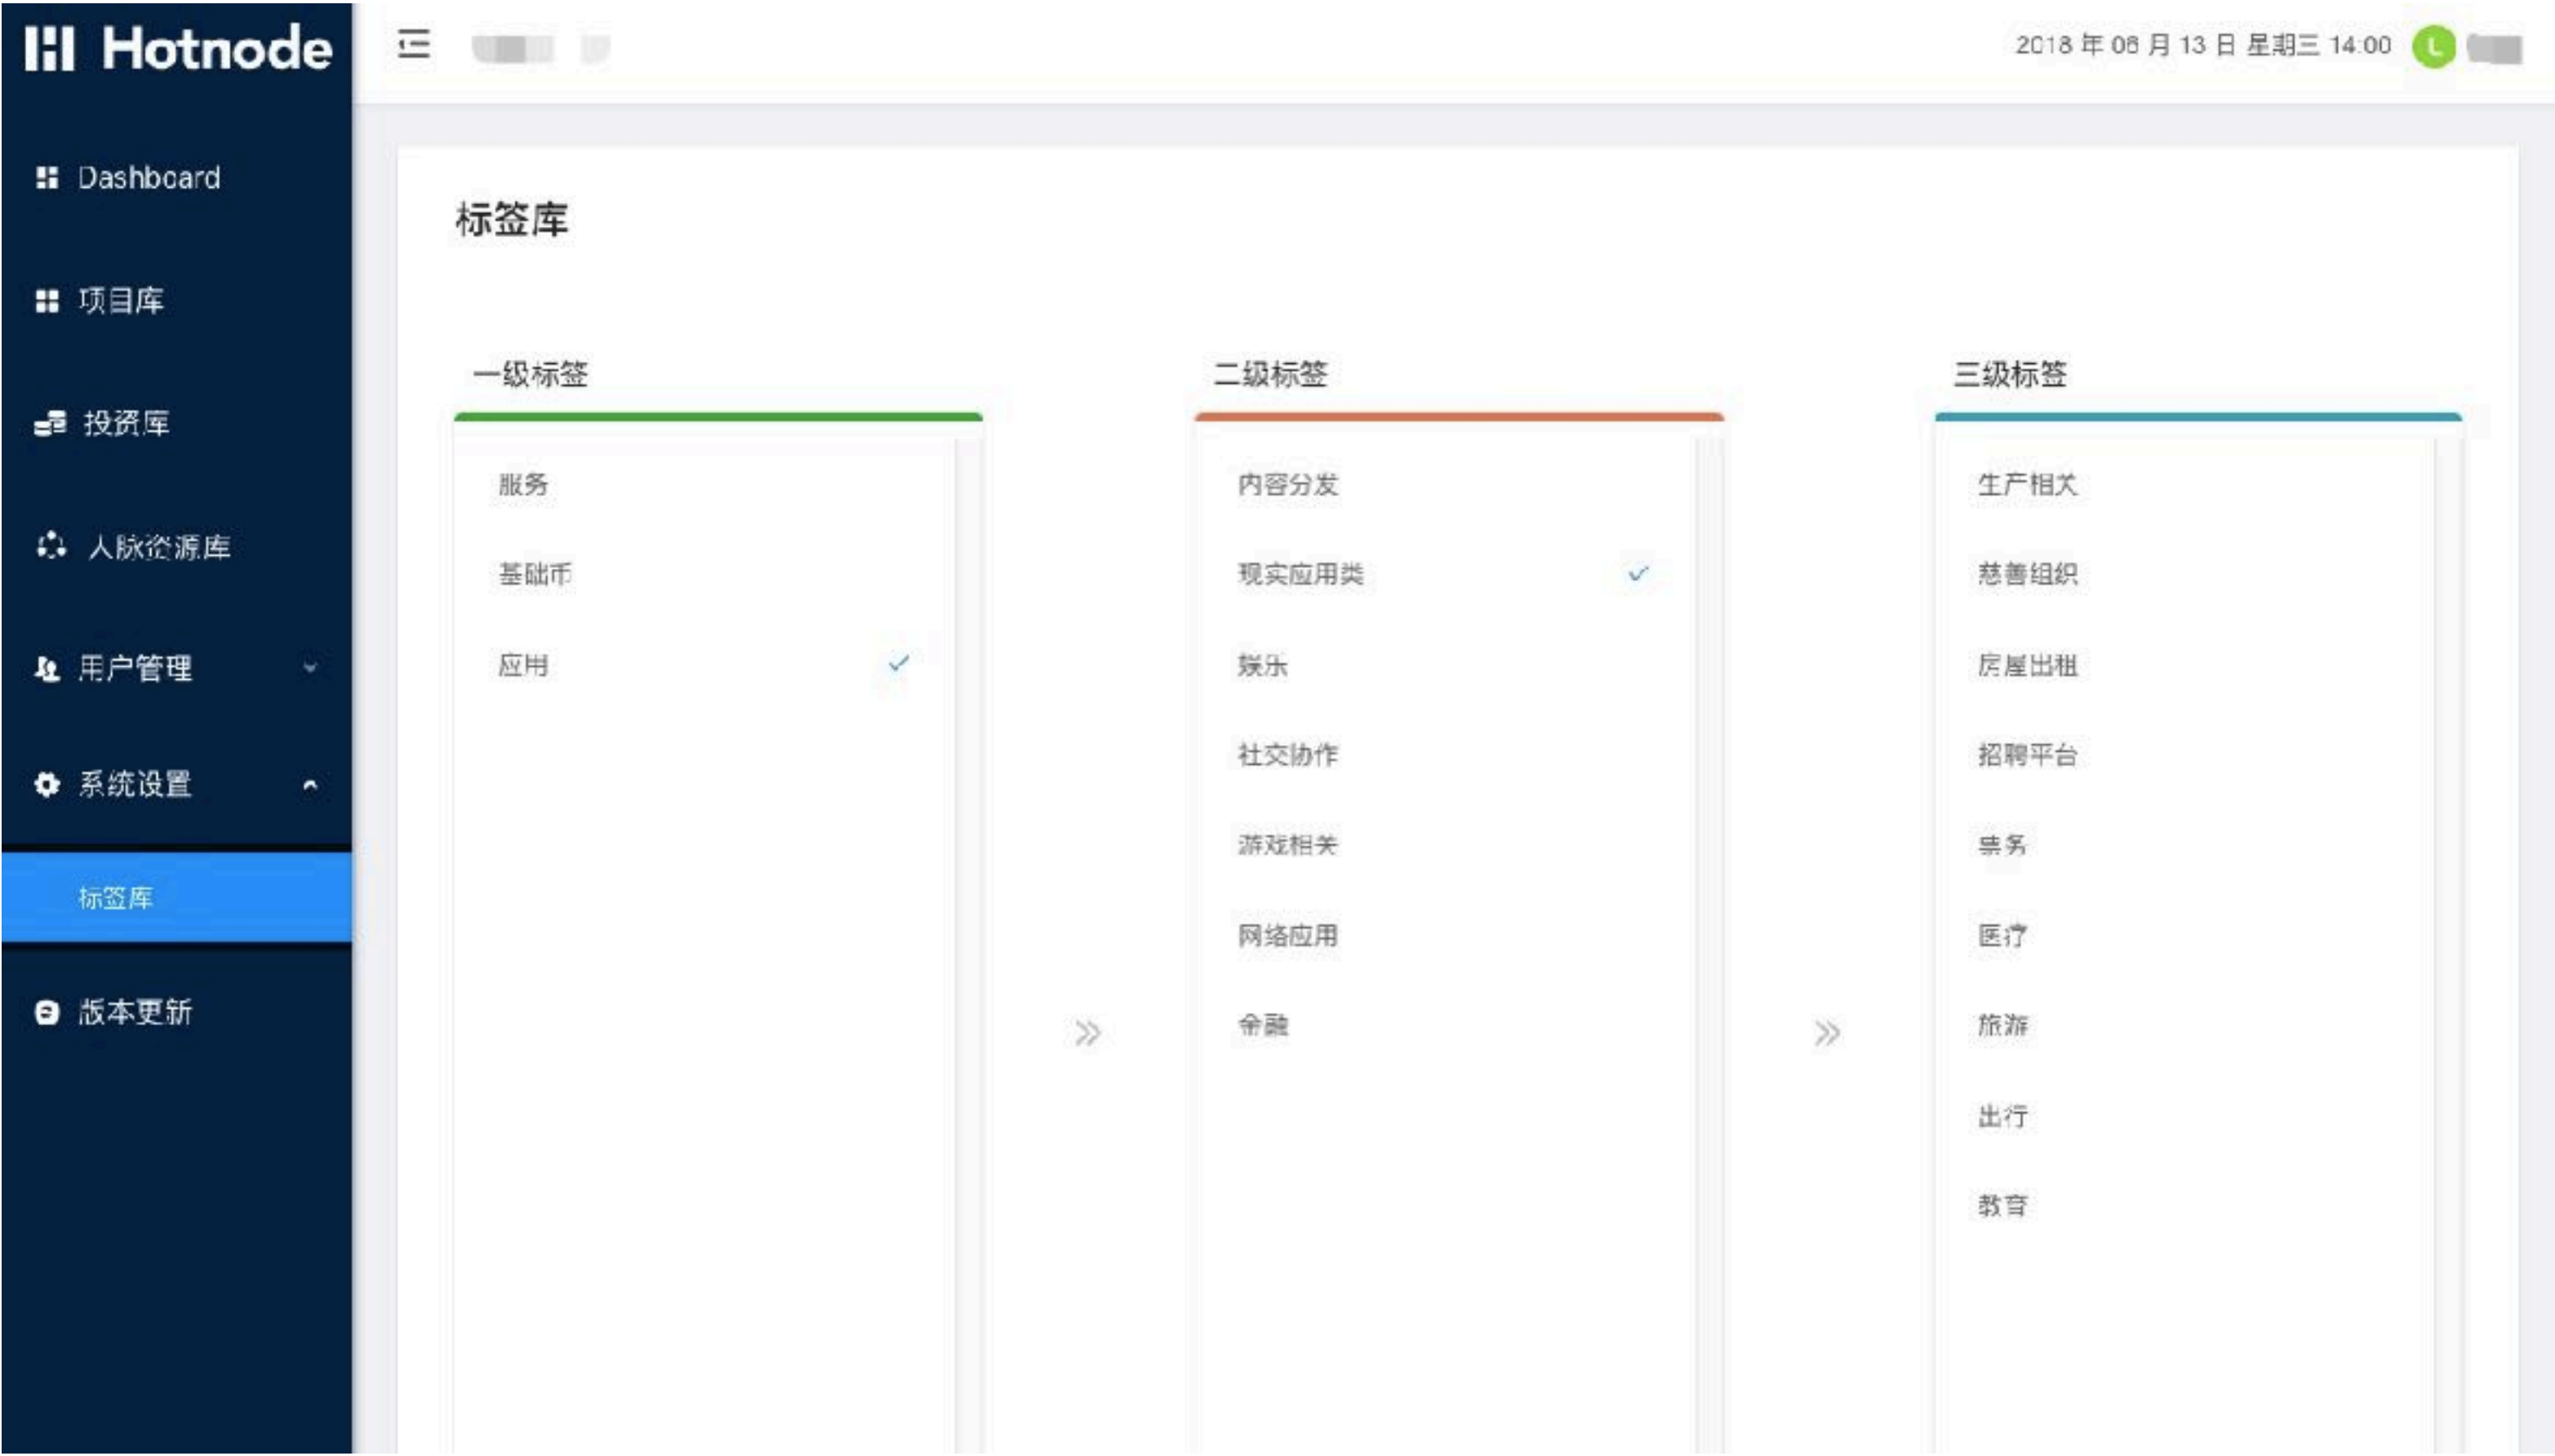 Hotnode
2018 年 06 月 13 日 星期三 14:00
L
Dashboard
项目库
投资库
人脉资源库
用户管理
系统设置
标签库
版本更新
标签库
一级标签
服务
基础币
应用
二级标签
内容分发
现实应用类
娱乐
社交协作
游戏相关
网络应用
金融
三级标签
生产相关
慈善组织
房屋出租
招聘平台
票务
医疗
旅游
出行
教育